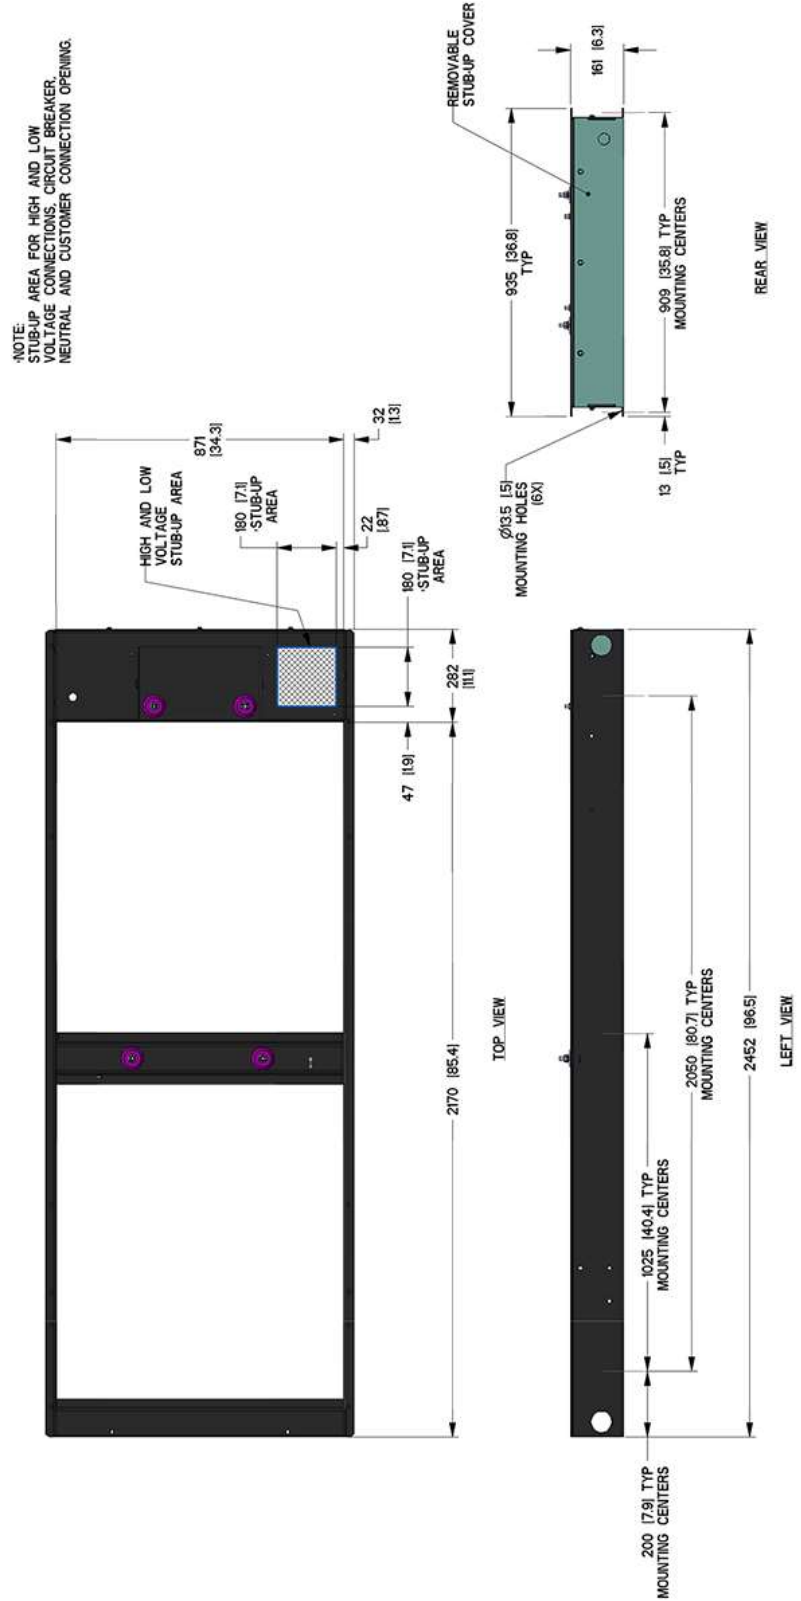 *NOTE:
STUB-UP AREA FOR HIGH AND LOW
VOLTAGE CONNECTIONS, CIRCUIT BREAKER,
NEUTRAL AND CUSTOMER CONNECTION OPENING.
871
[34.3]
32
[1.3]
HIGH AND LOW
VOLTAGE
STUB-UP AREA
180 [7.1]
*STUB-UP
AREA
22
[.87]
180 [7.1]
*STUB-UP
AREA
282
[11.1]
47 [1.9]
2170 [85.4]
TOP VIEW
200 [7.9] TYP
MOUNTING CENTERS
1025 [40.4] TYP
MOUNTING CENTERS
2050 [80.7] TYP
MOUNTING CENTERS
2452 [96.5]
LEFT VIEW
REMOVABLE
STUB-UP COVER
161 [6.3]
935 [36.8]
TYP
909 [35.8] TYP
MOUNTING CENTERS
Ø13.5 [.5]
MOUNTING HOLES
(6X)
13 [.5]
TYP
REAR VIEW